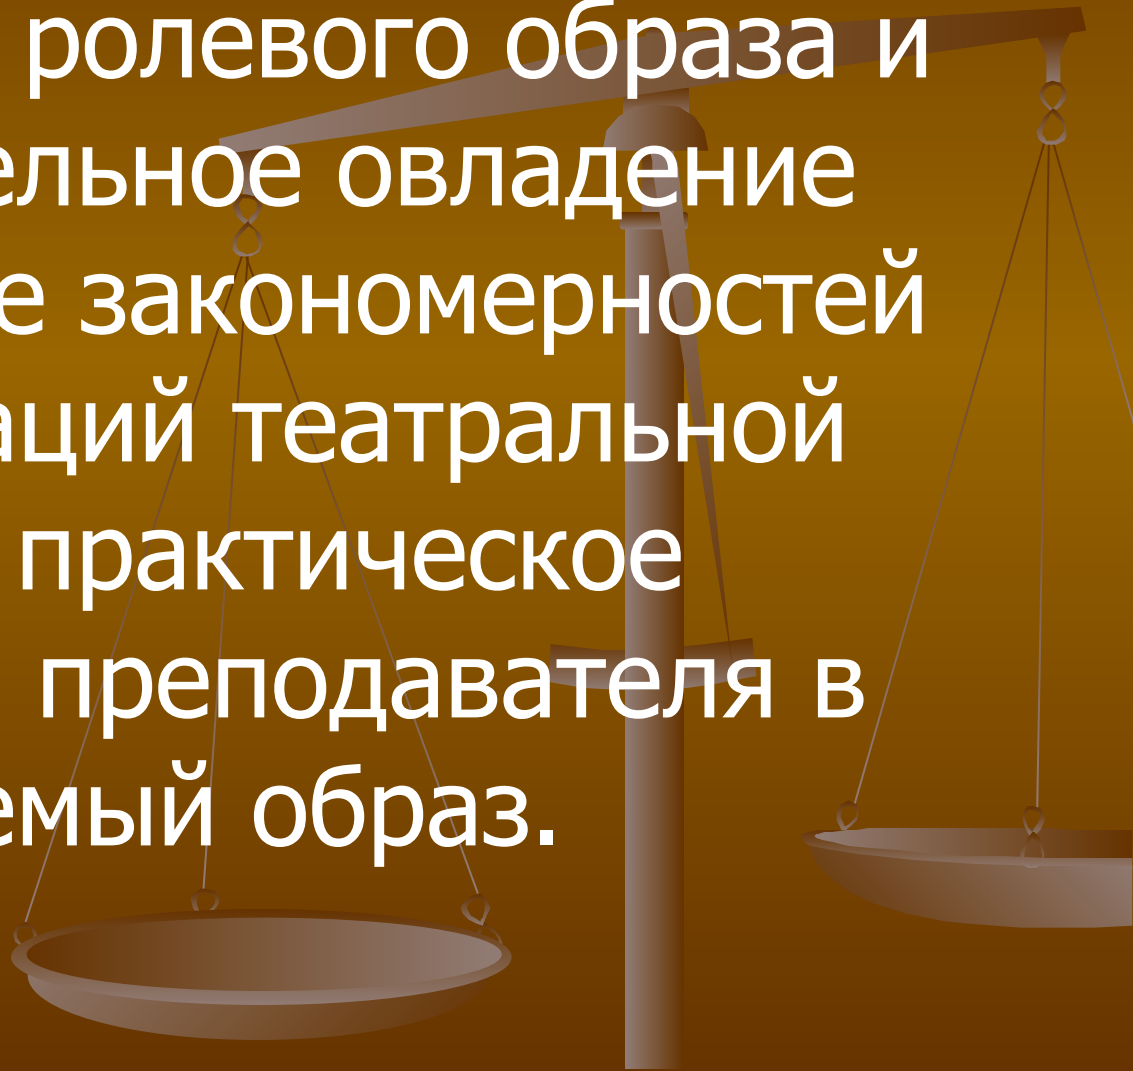 ролевого образа и
ельное овладение
е закономерностей
аций театральной
практическое
преподавателя в
емый образ.